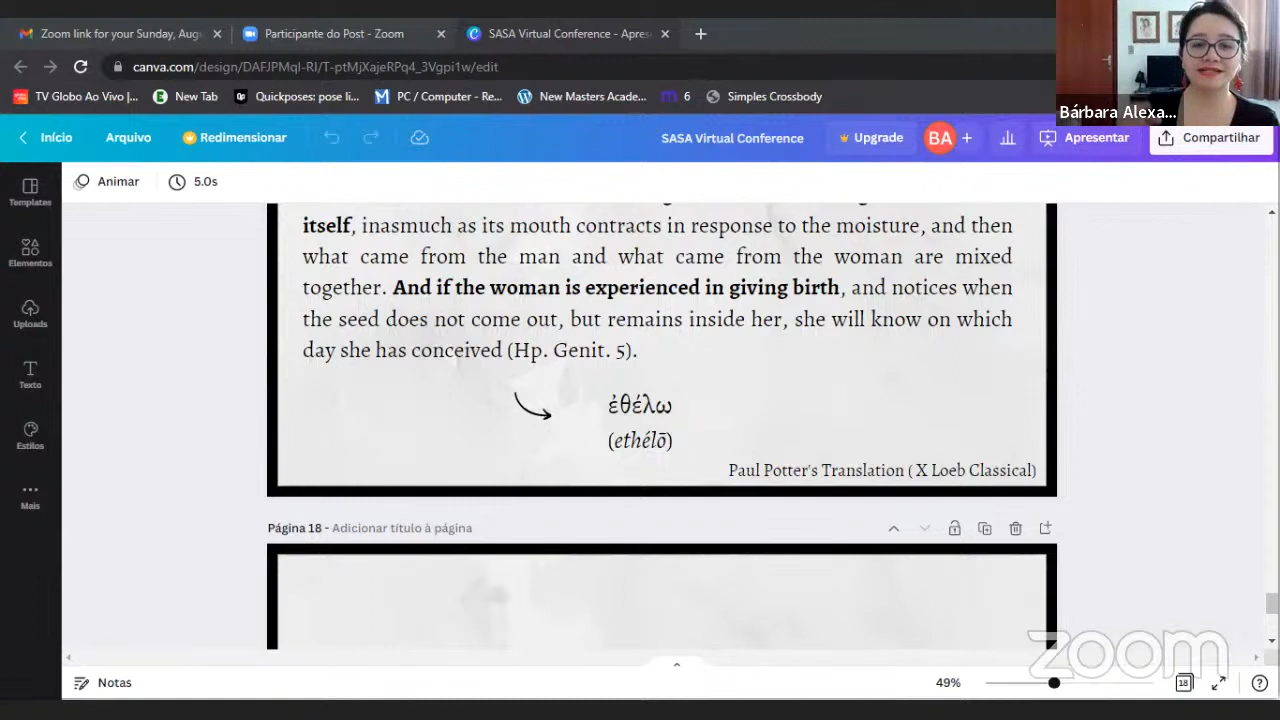 Zoom link for your Sunday, Augu
Participante do Post - Zoom
SASA Virtual Conference - Apres
canva.com/design/DAFJPMqI-RI/T-ptMjXajeRPq4_3Vgpi1w/edit
TV Globo Ao Vivo |...
New Tab
Quickposes: pose li...
PC / Computer - Re...
New Masters Acade...
6
Simples Crossbody
Bárbara Alexa...
Início
Arquivo
Redimensionar
SASA Virtual Conference
Upgrade
BA
Apresentar
Compartilhar
Animar
5.0s
Templates
Elementos
Uploads
Texto
Estilos
Mais
itself, inasmuch as its mouth contracts in response to the moisture, and then
what came from the man and what came from the woman are mixed
together. And if the woman is experienced in giving birth, and notices when
the seed does not come out, but remains inside her, she will know on which
day she has conceived (Hp. Genit. 5).
ἐθέλω
(ethélō)
Paul Potter's Translation ( X Loeb Classical)
Página 18 - Adicionar título à página
zoom
Notas
49%
18